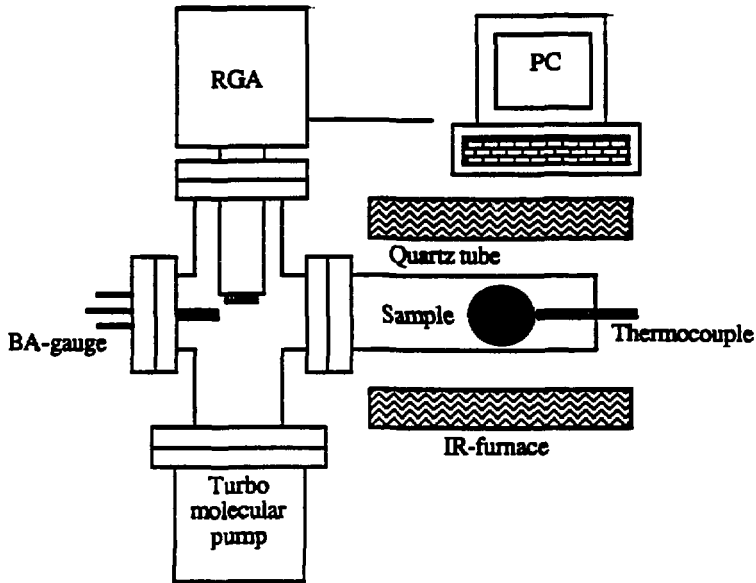 RGA
PC
Quartz tube
Sample
Thermocouple
BA-gauge
IR-furnace
Turbo
molecular
pump